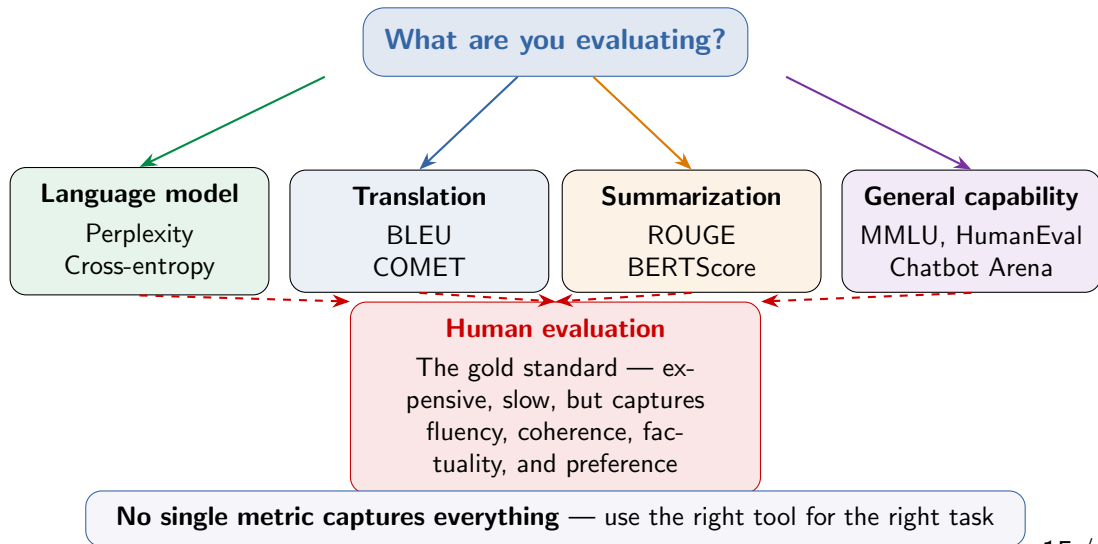 What are you evaluating?
Language model
Perplexity
Cross-entropy
Translation
BLEU
COMET
Summarization
ROUGE
BERTScore
General capability
MMLU, HumanEval
Chatbot Arena
Human evaluation
The gold standard — ex-
pensive, slow, but captures
fluency, coherence, fac-
tuality, and preference
No single metric captures everything — use the right tool for the right task